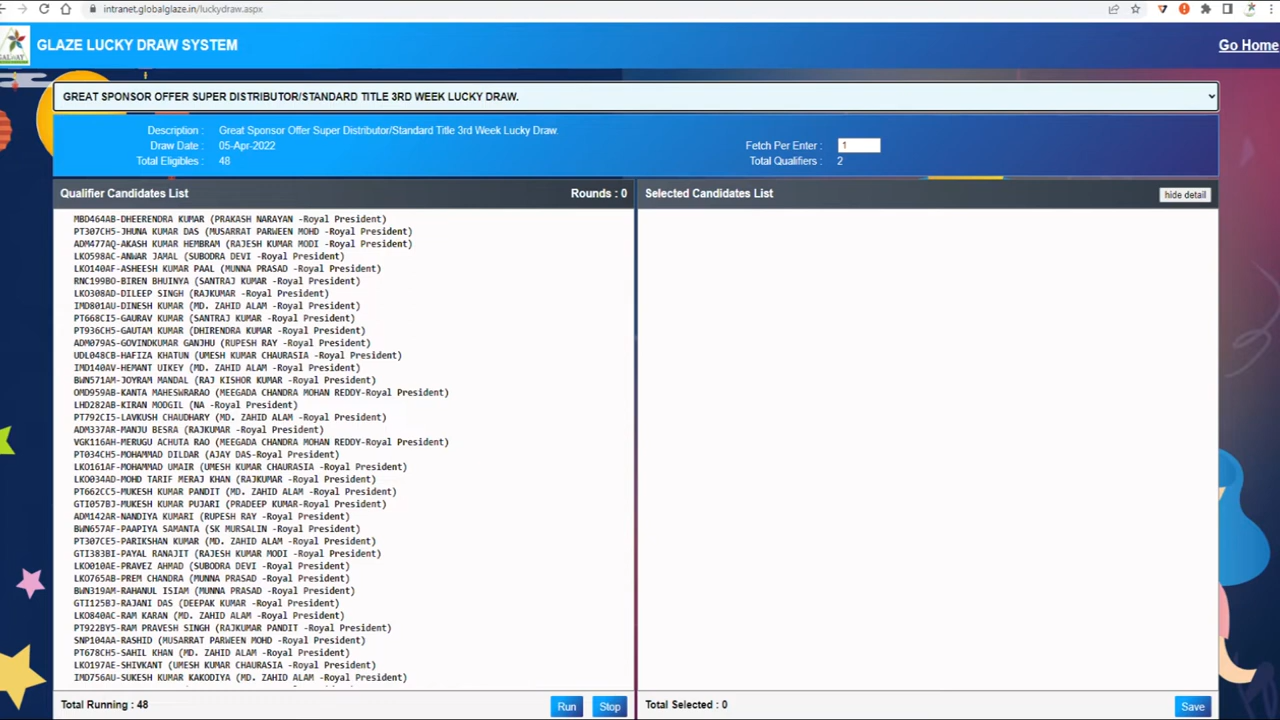 intranet.globalglaze.in/luckydraw.aspx
GLAZE LUCKY DRAW SYSTEM
Go Home
GREAT SPONSOR OFFER SUPER DISTRIBUTOR/STANDARD TITLE 3RD WEEK LUCKY DRAW.
Description : Great Sponsor Offer Super Distributor/Standard Title 3rd Week Lucky Draw.
Draw Date : 05-Apr-2022
Fetch Per Enter : 1
Total Eligibles : 48
Total Qualifiers : 2
Qualifier Candidates List
Rounds : 0
Selected Candidates List
hide detail
MBD464AB-DHEERENDRA KUMAR (PRAKASH NARAYAN -Royal President)
PT307CH5-JHUNA KUMAR DAS (MUSARRAT PARWEEN MOHD -Royal President)
ADM477AQ-AKASH KUMAR HEMBRAM (RAJESH KUMAR MODI -Royal President)
LKO598AC-ANWAR JAMAL (SUBODRA DEVI -Royal President)
LKO140AF-ASHEESH KUMAR PAAL (MUNNA PRASAD -Royal President)
RNC199BO-BIREN BHUINYA (SANTRAJ KUMAR -Royal President)
LKO308AD-DILEEP SINGH (RAJKUMAR -Royal President)
IMD801AU-DINESH KUMAR (MD. ZAHID ALAM -Royal President)
PT668CI5-GAURAV KUMAR (SANTRAJ KUMAR -Royal President)
PT936CH5-GAUTAM KUMAR (DHIRENDRA KUMAR -Royal President)
ADM079AS-GOVINDKUMAR GANJHU (RUPESH RAY -Royal President)
UDL048CB-HAFIZA KHATUN (UMESH KUMAR CHAURASIA -Royal President)
IMD140AV-HEMANT UIKEY (MD. ZAHID ALAM -Royal President)
BWN571AM-JOYRAM MANDAL (RAJ KISHOR KUMAR -Royal President)
OMD959AB-KANTA MAHESWRARAO (MEEGADA CHANDRA MOHAN REDDY-Royal President)
LHD282AB-KIRAN MODGIL (NA -Royal President)
PT792CI5-LAVKUSH CHAUDHARY (MD. ZAHID ALAM -Royal President)
ADM337AR-MANJU BESRA (RAJKUMAR -Royal President)
VGK116AH-MERUGU ACHUTA RAO (MEEGADA CHANDRA MOHAN REDDY-Royal President)
PT034CH5-MOHAMMAD DILDAR (AJAY DAS-Royal President)
LKO161AF-MOHAMMAD UMAIR (UMESH KUMAR CHAURASIA -Royal President)
LKO034AD-MOHD TARIF MERAJ KHAN (RAJKUMAR -Royal President)
PT662CC5-MUKESH KUMAR PANDIT (MD. ZAHID ALAM -Royal President)
GTI057BJ-MUKESH KUMAR PUJARI (PRADEEP KUMAR-Royal President)
ADM142AR-NANDIYA KUMARI (RUPESH RAY -Royal President)
BWN657AF-PAAPIYA SAMANTA (SK MURSALIN -Royal President)
PT307CE5-PARIKSHAN KUMAR (MD. ZAHID ALAM -Royal President)
GTI383BI-PAYAL RANAJIT (RAJESH KUMAR MODI -Royal President)
LKO010AE-PRAVEZ AHMAD (SUBODRA DEVI -Royal President)
LKO765AB-PREM CHANDRA (MUNNA PRASAD -Royal President)
BWN319AM-RAHANUL ISIAM (MUNNA PRASAD -Royal President)
GTI125BJ-RAJANI DAS (DEEPAK KUMAR -Royal President)
LKO840AC-RAM KARAN (MD. ZAHID ALAM -Royal President)
PT922BY5-RAM PRAVESH SINGH (RAJKUMAR PANDIT -Royal President)
SNP104AA-RASHID (MUSARRAT PARWEEN MOHD -Royal President)
PT678CH5-SAHIL KHAN (MD. ZAHID ALAM -Royal President)
LKO197AE-SHIVKANT (UMESH KUMAR CHAURASIA -Royal President)
IMD756AU-SUKESH KUMAR KAKODIYA (MD. ZAHID ALAM -Royal President)
Total Running : 48
Run
Stop
Total Selected : 0
Save